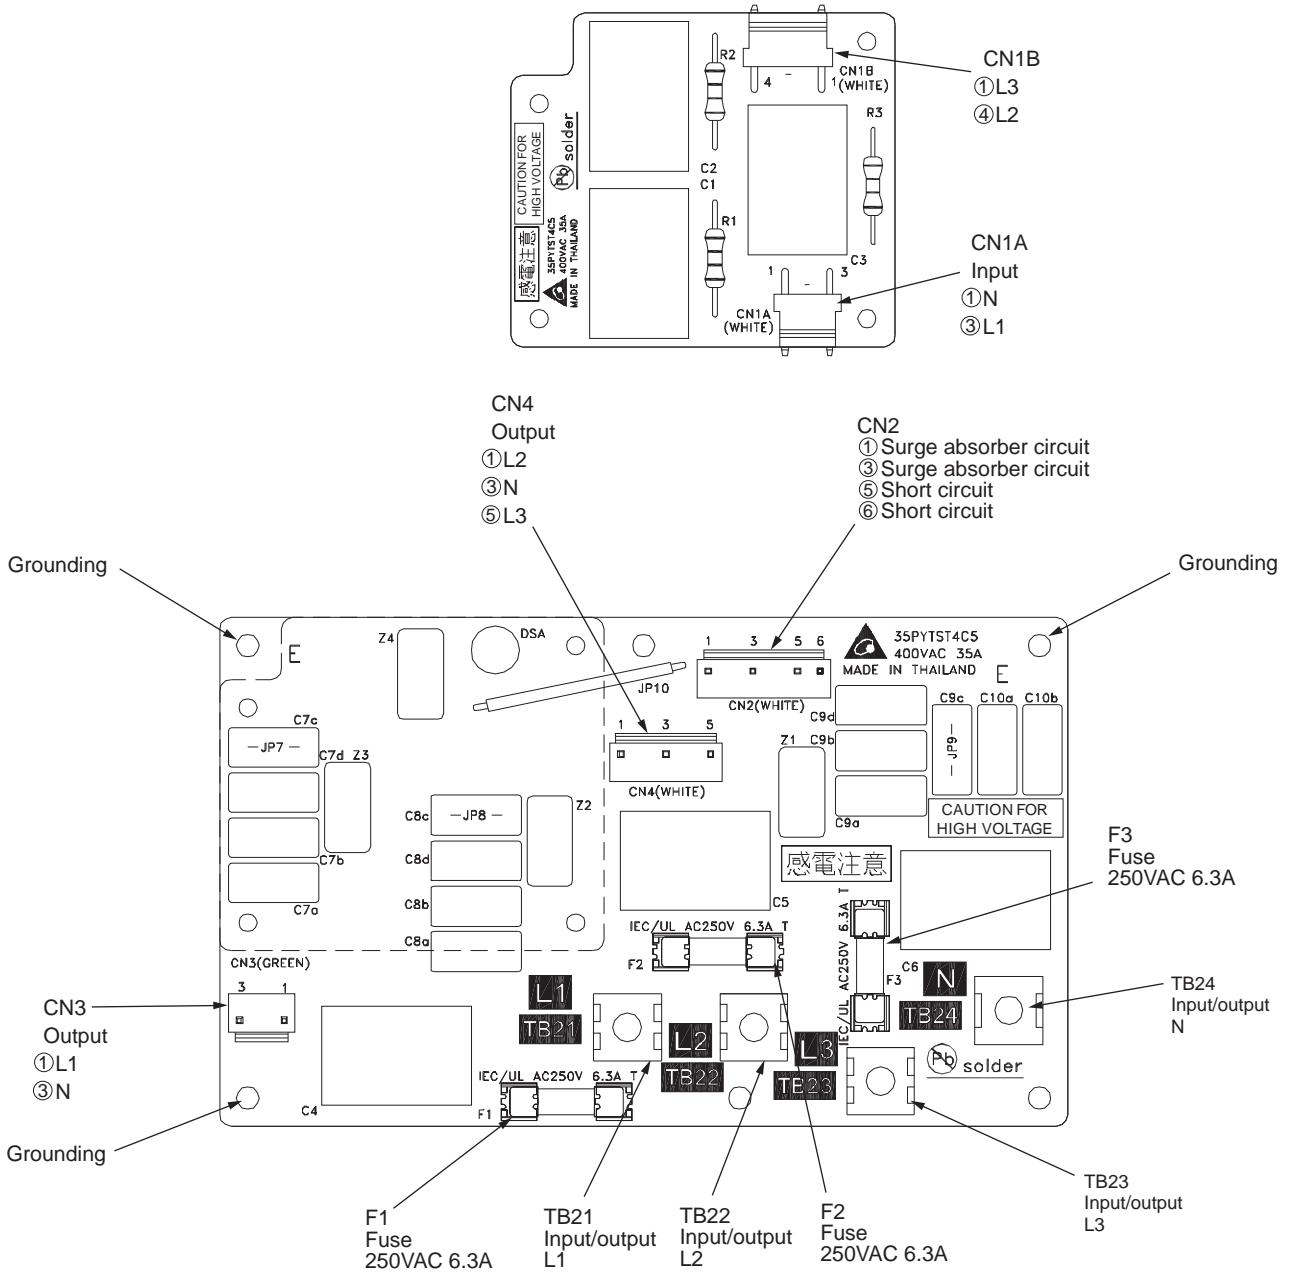 CN1B
①L3
④L2
R2
4 - 1
CN1B
(WHITE)
R3
CAUTION FOR
HIGH VOLTAGE
Pb solder
C2
C1
R1
感電注意
35PYTST4C5
400VAC 35A
MADE IN THAILAND
C3
1 - 3
CN1A
(WHITE)
CN1A
Input
①N
③L1
CN4
Output
①L2
③N
⑤L3
CN2
①Surge absorber circuit
③Surge absorber circuit
⑤Short circuit
⑥Short circuit
Grounding
Grounding
E
Z4
DSA
JP10
1 3 5 6
CN2(WHITE)
35PYTST4C5
400VAC 35A
MADE IN THAILAND
E
C7c
-JP7-
C7d
Z3
C7b
C7a
1 3 5
CN4(WHITE)
C8c
-JP8-
C8d
C8b
C8a
Z2
Z1
C9d
C9b
C9a
C9c
-JP9-
C10a
C10b
CAUTION FOR
HIGH VOLTAGE
感電注意
C5
IEC/UL AC250V 6.3A T
F2
IEC/UL AC250V 6.3A T
F3
C6
F3
Fuse
250VAC 6.3A
CN3(GREEN)
3 1
CN3
Output
①L1
③N
L1
TB21
L2
TB22
L3
TB23
N
TB24
TB24
Input/output
N
Pb solder
C4
IEC/UL AC250V 6.3A T
F1
Grounding
F1
Fuse
250VAC 6.3A
TB21
Input/output
L1
TB22
Input/output
L2
F2
Fuse
250VAC 6.3A
TB23
Input/output
L3